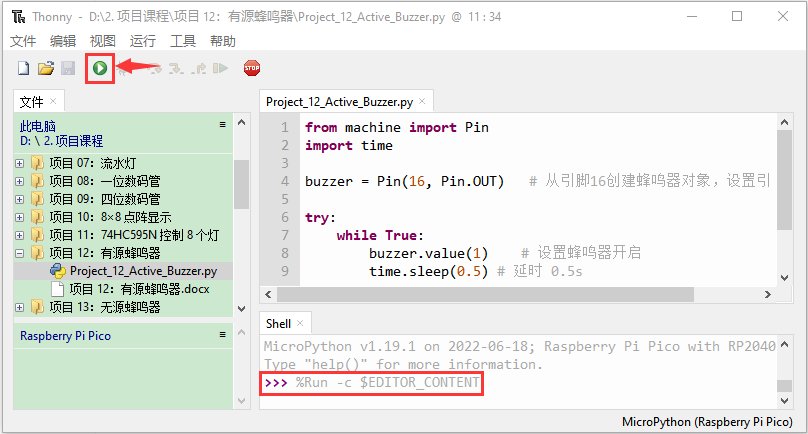 Thonny - D:\2. 项目课程\项目 12：有源蜂鸣器\Project_12_Active_Buzzer.py @ 11 : 34
文件 编辑 视图 运行 工具 帮助
STOP
文件 ×
此电脑
D: \ 2. 项目课程
项目 07：流水灯
项目 08：一位数码管
项目 09：四位数码管
项目 10：8×8 点阵显示
项目 11：74HC595N 控制 8 个灯
项目 12：有源蜂鸣器
Project_12_Active_Buzzer.py
项目 12：有源蜂鸣器.docx
项目 13：无源蜂鸣器
Raspberry Pi Pico
Project_12_Active_Buzzer.py ×
1 from machine import Pin
2 import time
3
4 buzzer = Pin(16, Pin.OUT) # 从引脚16创建蜂鸣器对象，设置引
5
6 try:
7 while True:
8 buzzer.value(1) # 设置蜂鸣器开启
9 time.sleep(0.5) # 延时 0.5s
Shell ×
MicroPython v1.19.1 on 2022-06-18; Raspberry Pi Pico with RP2040
Type "help()" for more information.
>>> %Run -c $EDITOR_CONTENT
MicroPython (Raspberry Pi Pico)